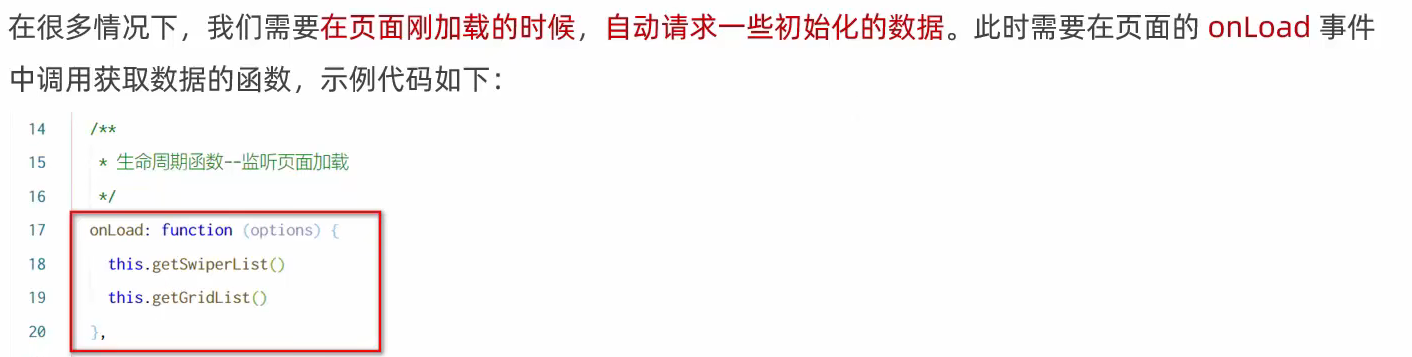 在很多情况下，我们需要在页面刚加载的时候，自动请求一些初始化的数据。此时需要在页面的 onLoad 事件
中调用获取数据的函数，示例代码如下：
14 /**
15 * 生命周期函数--监听页面加载
16 */
17 onLoad: function (options) {
18 this.getSwiperList()
19 this.getGridList()
20 },